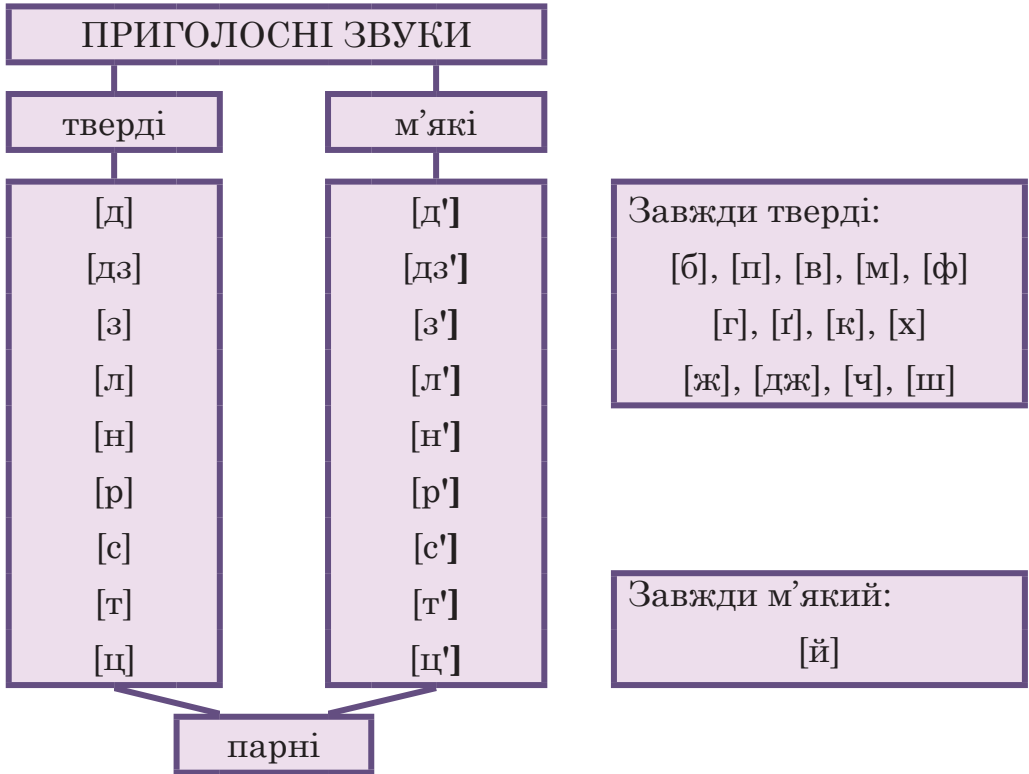 ПРИГОЛОСНІ ЗВУКИ
тверді
м’які
[д]
[дз]
[з]
[л]
[н]
[р]
[с]
[т]
[ц]
[д']
[дз']
[з']
[л']
[н']
[р']
[с']
[т']
[ц']
парні
Завжди тверді:
[б], [п], [в], [м], [ф]
[г], [ґ], [к], [х]
[ж], [дж], [ч], [ш]
Завжди м’який:
[й]